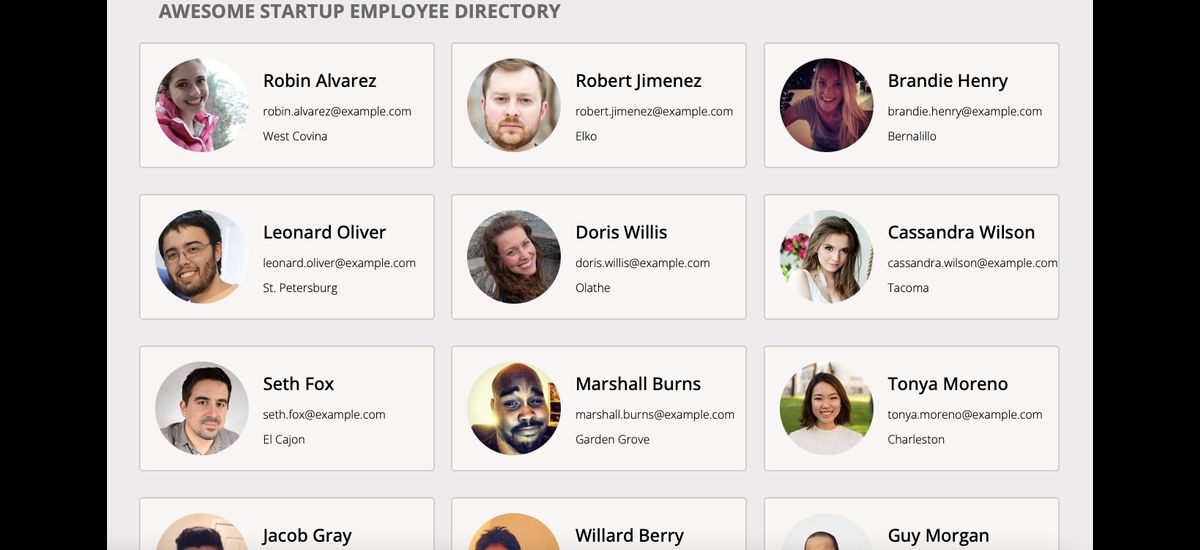 AWESOME STARTUP EMPLOYEE DIRECTORY
Robin Alvarez
robin.alvarez@example.com
West Covina
Robert Jimenez
robert.jimenez@example.com
Elko
Brandie Henry
brandie.henry@example.com
Bernalillo
Leonard Oliver
leonard.oliver@example.com
St. Petersburg
Doris Willis
doris.willis@example.com
Olathe
Cassandra Wilson
cassandra.wilson@example.com
Tacoma
Seth Fox
seth.fox@example.com
El Cajon
Marshall Burns
marshall.burns@example.com
Garden Grove
Tonya Moreno
tonya.moreno@example.com
Charleston
Jacob Gray
Willard Berry
Guy Morgan